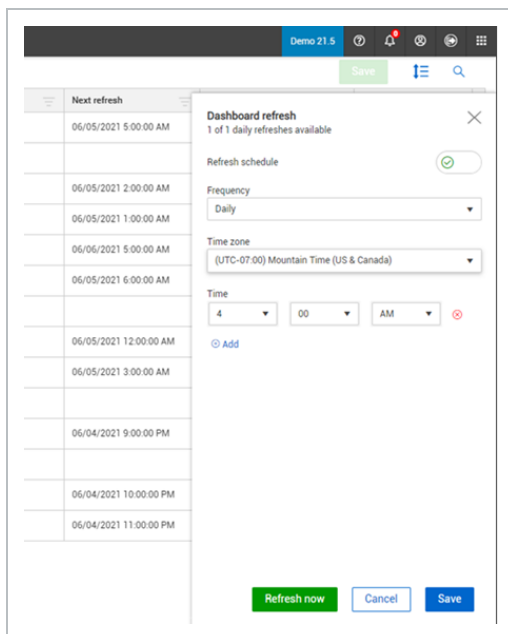 Demo 21.5
Save
Next refresh
06/05/2021 5:00:00 AM
06/05/2021 2:00:00 AM
06/05/2021 1:00:00 AM
06/06/2021 5:00:00 AM
06/05/2021 6:00:00 AM
06/05/2021 12:00:00 AM
06/05/2021 3:00:00 AM
06/04/2021 9:00:00 PM
06/04/2021 10:00:00 PM
06/04/2021 11:00:00 PM
Dashboard refresh
1 of 1 daily refreshes available
Refresh schedule
Frequency
Daily
Time zone
(UTC-07:00) Mountain Time (US & Canada)
Time
4 00 AM
Add
Refresh now Cancel Save